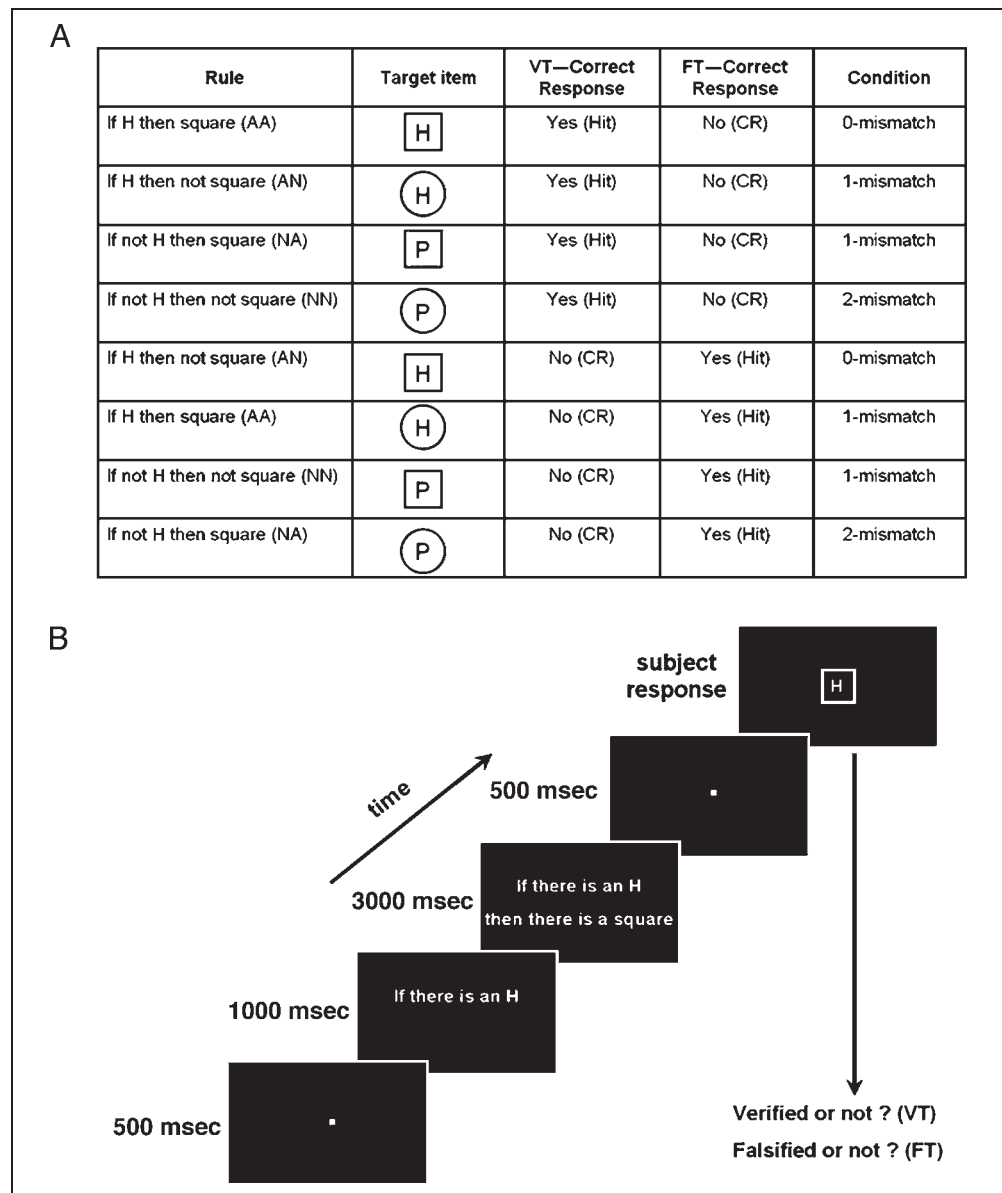 A
Rule Target item VT—Correct Response FT—Correct Response Condition
If H then square (AA) H Yes (Hit) No (CR) 0-mismatch
If H then not square (AN) H Yes (Hit) No (CR) 1-mismatch
If not H then square (NA) P Yes (Hit) No (CR) 1-mismatch
If not H then not square (NN) P Yes (Hit) No (CR) 2-mismatch
If H then not square (AN) H No (CR) Yes (Hit) 0-mismatch
If H then square (AA) H No (CR) Yes (Hit) 1-mismatch
If not H then not square (NN) P No (CR) Yes (Hit) 1-mismatch
If not H then square (NA) P No (CR) Yes (Hit) 2-mismatch
B
subject
response
H
500 msec
time
3000 msec
If there is an H
then there is a square
1000 msec
If there is an H
500 msec
Verified or not ? (VT)
Falsified or not ? (FT)